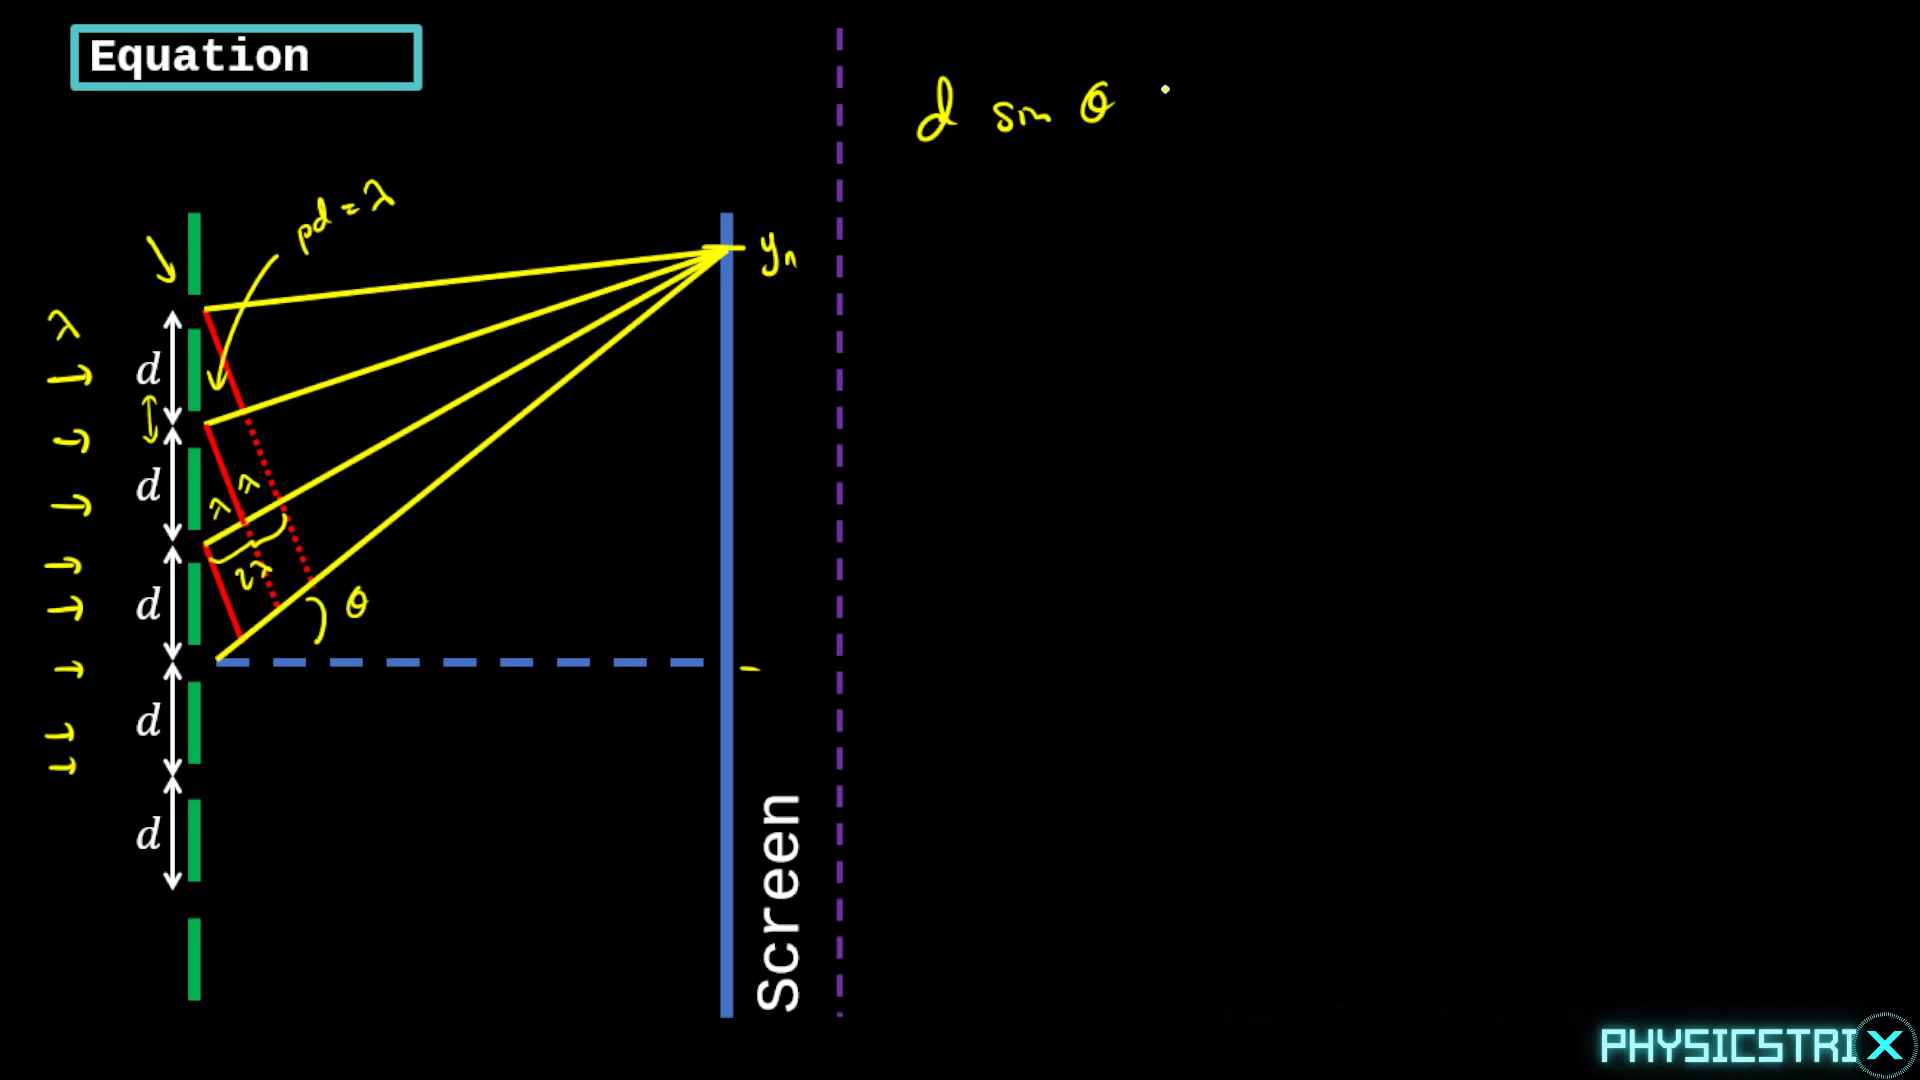 Equation
d sin θ
pd = λ
yₙ
λ
d
d
λ λ
2λ
θ
d
d
d
Screen
PHYSICSTRIX